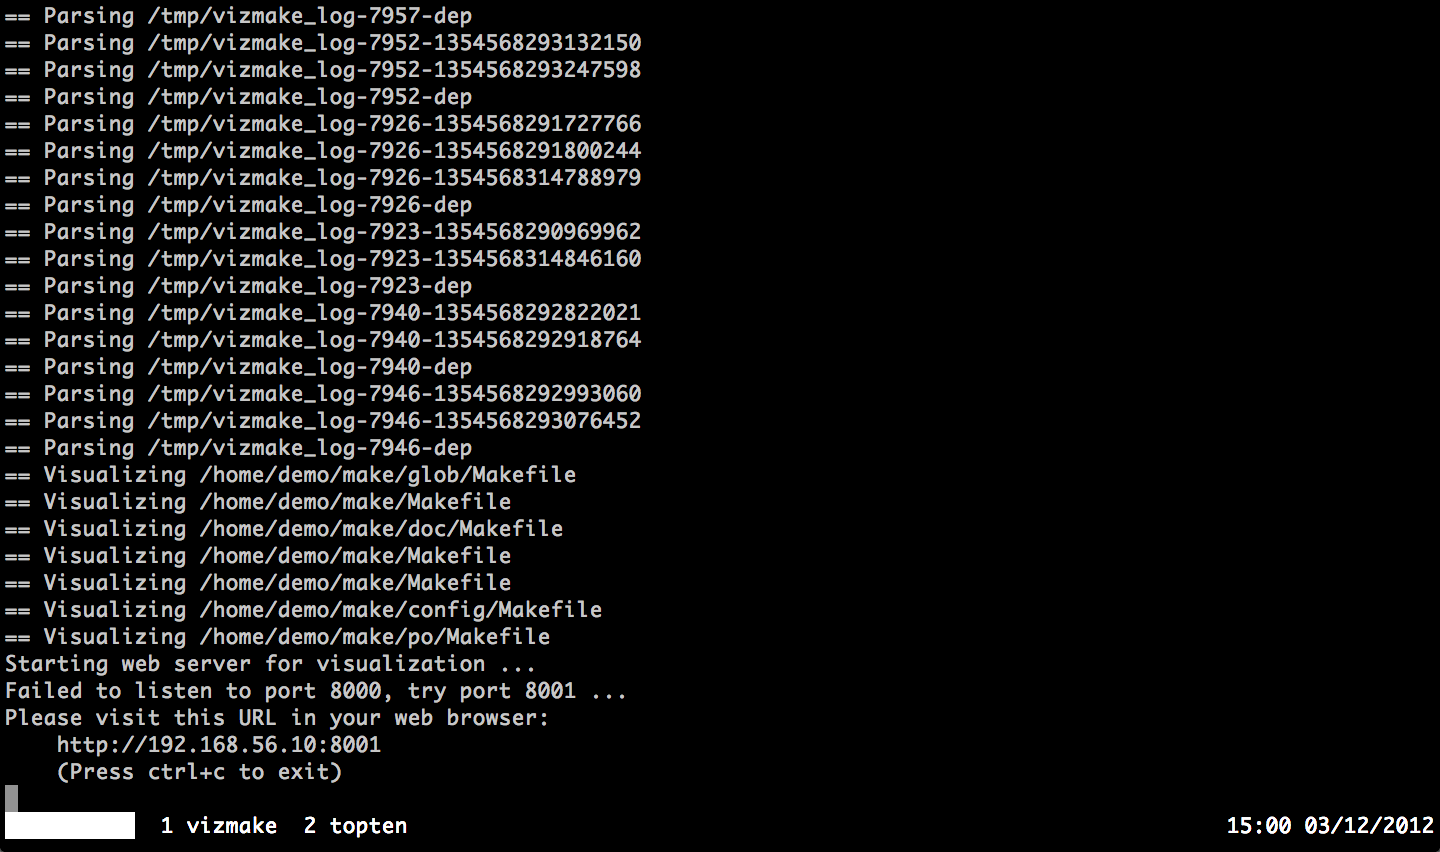 == Parsing /tmp/vizmake_log-7957-dep
== Parsing /tmp/vizmake_log-7952-1354568293132150
== Parsing /tmp/vizmake_log-7952-1354568293247598
== Parsing /tmp/vizmake_log-7952-dep
== Parsing /tmp/vizmake_log-7926-1354568291727766
== Parsing /tmp/vizmake_log-7926-1354568291800244
== Parsing /tmp/vizmake_log-7926-1354568314788979
== Parsing /tmp/vizmake_log-7926-dep
== Parsing /tmp/vizmake_log-7923-1354568290969962
== Parsing /tmp/vizmake_log-7923-1354568314846160
== Parsing /tmp/vizmake_log-7923-dep
== Parsing /tmp/vizmake_log-7940-1354568292822021
== Parsing /tmp/vizmake_log-7940-1354568292918764
== Parsing /tmp/vizmake_log-7940-dep
== Parsing /tmp/vizmake_log-7946-1354568292993060
== Parsing /tmp/vizmake_log-7946-1354568293076452
== Parsing /tmp/vizmake_log-7946-dep
== Visualizing /home/demo/make/glob/Makefile
== Visualizing /home/demo/make/Makefile
== Visualizing /home/demo/make/doc/Makefile
== Visualizing /home/demo/make/Makefile
== Visualizing /home/demo/make/Makefile
== Visualizing /home/demo/make/config/Makefile
== Visualizing /home/demo/make/po/Makefile
Starting web server for visualization ...
Failed to listen to port 8000, try port 8001 ...
Please visit this URL in your web browser:
    http://192.168.56.10:8001
    (Press ctrl+c to exit)
1 vizmake  2 topten 15:00 03/12/2012